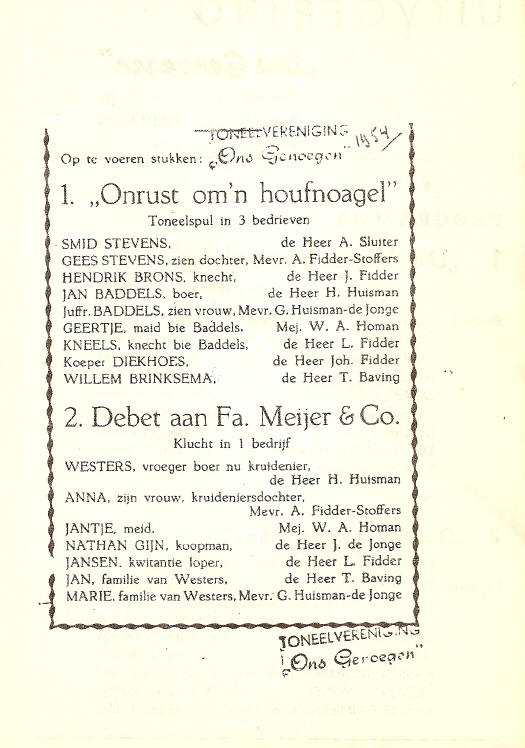 TONEELVERENIGING
1954/
Op te voeren stukken: „Ons Genoegen”
1. „Onrust om'n houfnoagel”
Toneelspul in 3 bedrieven
SMID STEVENS, de Heer A. Sluiter
GEES STEVENS, zien dochter, Mevr. A. Fidder-Stoffers
HENDRIK BRONS, knecht, de Heer J. Fidder
JAN BADDELS, boer, de Heer H. Huisman
Juffr. BADDELS, zien vrouw, Mevr. G. Huisman-de Jonge
GEERTJE, maid bie Baddels, Mej. W. A. Homan
KNEELS, knecht bie Baddels, de Heer L. Fidder
Koeper DIEKHOES, de Heer Joh. Fidder
WILLEM BRINKSEMA, de Heer T. Baving
2. Debet aan Fa. Meijer & Co.
Klucht in 1 bedrijf
WESTERS, vroeger boer nu kruidenier,
de Heer H. Huisman
ANNA, zijn vrouw, kruideniersdochter,
Mevr. A. Fidder-Stoffers
JANTJE, meid, Mej. W. A. Homan
NATHAN GIJN, koopman, de Heer J. de Jonge
JANSEN, kwitantie loper, de Heer L. Fidder
JAN, familie van Westers, de Heer T. Baving
MARIE, familie van Westers, Mevr. G. Huisman-de Jonge
TONEELVERENIGING
„Ons Genoegen”